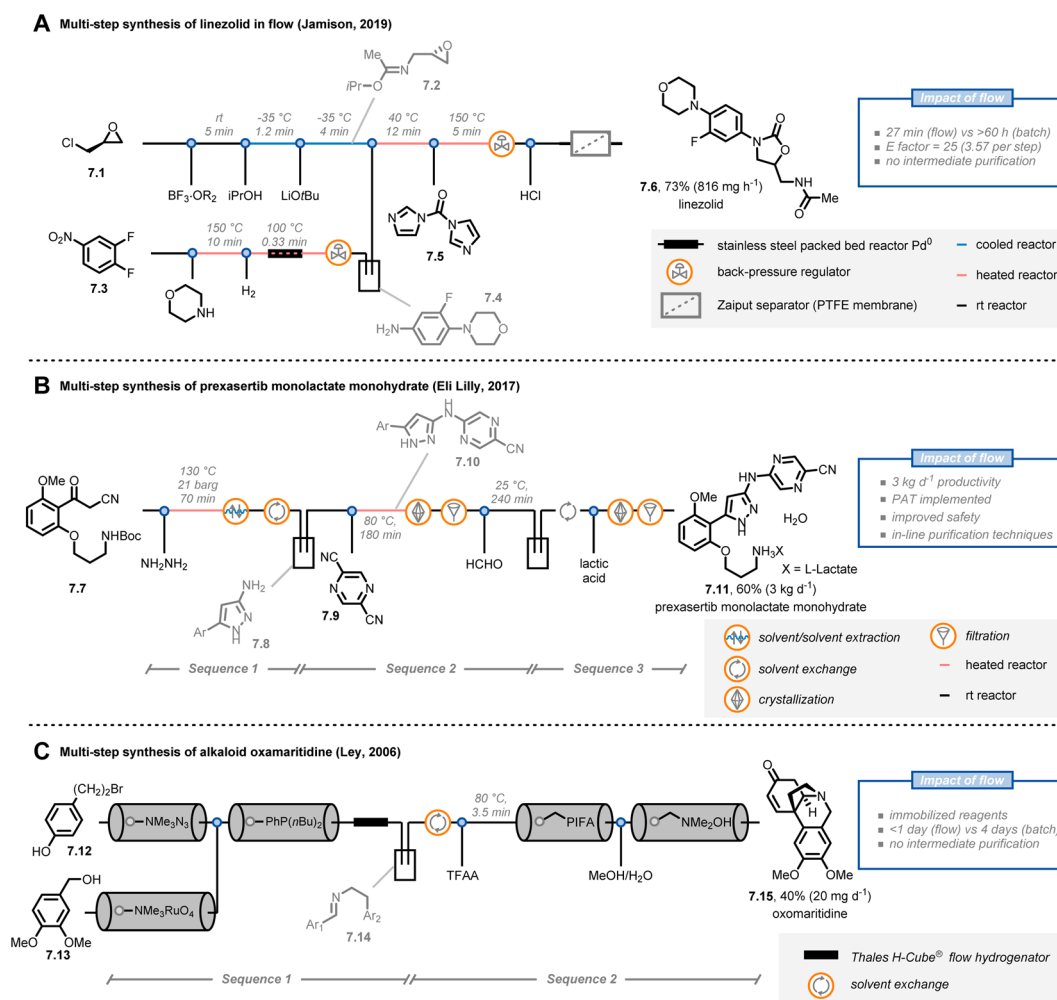 A Multi-step synthesis of linezolid in flow (Jamison, 2019)
Me
O
N
iPrO
7.2
rt
5 min
-35 °C
1.2 min
-35 °C
4 min
40 °C
12 min
150 °C
5 min
Cl
O
7.1
BF3·OR2
iPrOH
LiOtBu
HCl
O
N
N
N
N
7.5
NO2
F
F
7.3
150 °C
10 min
100 °C
0.33 min
H2
O
NH
F
7.4
H2N
N
O
O
N
F
O
N
O
HN
O
Me
7.6, 73% (816 mg h-1)
linezolid
Impact of flow
27 min (flow) vs >60 h (batch)
E factor = 25 (3.57 per step)
no intermediate purification
stainless steel packed bed reactor Pd0
back-pressure regulator
Zaiput separator (PTFE membrane)
cooled reactor
heated reactor
rt reactor
B Multi-step synthesis of prexasertib monolactate monohydrate (Eli Lilly, 2017)
Ar
HN
N
H
N
N
N
CN
7.10
OMe
O
CN
O
NHBoc
7.7
130 °C
21 barg
70 min
NH2NH2
80 °C,
180 min
25 °C,
240 min
NH2
Ar
N
N
H
7.8
7.9
CN
N
N
CN
HCHO
lactic
acid
OMe
HN
N
N
CN
N
HN
O
NH3X
H2O
X = L-Lactate
7.11, 60% (3 kg d-1)
prexasertib monolactate monohydrate
Impact of flow
3 kg d-1 productivity
PAT implemented
improved safety
in-line purification techniques
Sequence 1
Sequence 2
Sequence 3
solvent/solvent extraction
solvent exchange
crystallization
filtration
heated reactor
rt reactor
C Multi-step synthesis of alkaloid oxamaritidine (Ley, 2006)
(CH2)2Br
HO
7.12
NMe3N3
PhP(nBu)2
80 °C,
3.5 min
PIFA
NMe2OH
TFAA
MeOH/H2O
OH
MeO
OMe
7.13
NMe3RuO4
N
Ar1
Ar2
7.14
O
H
N
MeO
OMe
7.15, 40% (20 mg d-1)
oxomaritidine
Impact of flow
immobilized reagents
<1 day (flow) vs 4 days (batch)
no intermediate purification
Sequence 1
Sequence 2
Thales H-Cube® flow hydrogenator
solvent exchange